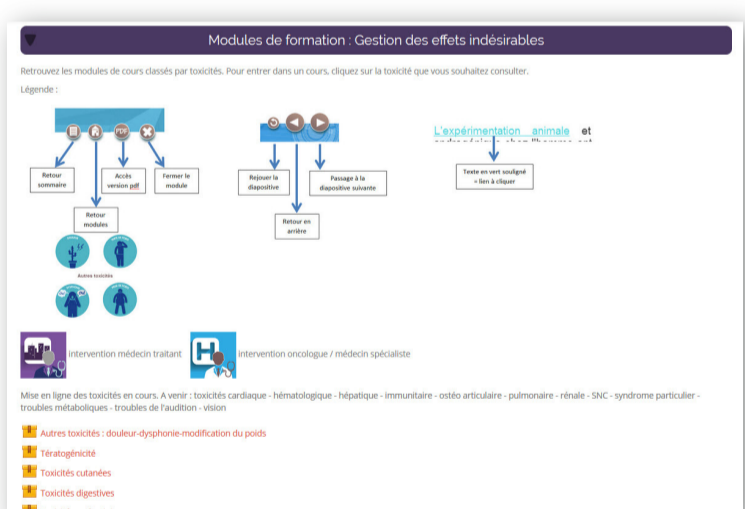 Modules de formation : Gestion des effets indésirables
Retrouvez les modules de cours classés par toxicités. Pour entrer dans un cours, cliquez sur la toxicité que vous souhaitez consulter.
Légende :
PDF
L'expérimentation animale et
Retour sommaire
Accès version pdf
Fermer le module
Retour modules
Rejouer la diapositive
Passage à la diapositive suivante
Retour en arrière
Texte en vert souligné = lien à cliquer
Autres toxicités
intervention médecin traitant
H
intervention oncologue / médecin spécialiste
Mise en ligne des toxicités en cours. A venir : toxicités cardiaque - hématologique - hépatique - immunitaire - ostéo articulaire - pulmonaire - rénale - SNC - syndrome particulier -
troubles métaboliques - troubles de l'audition - vision
Autres toxicités : douleur-dysphonie-modification du poids
Tératogénicité
Toxicités cutanées
Toxicités digestives